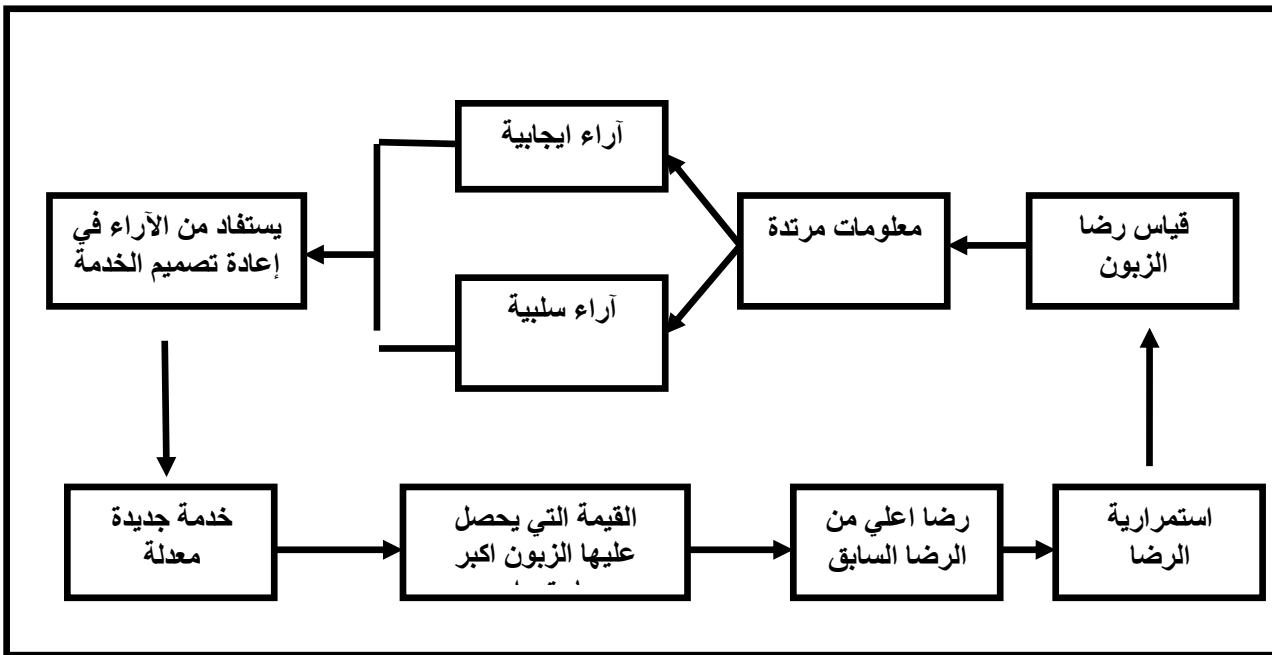 آراء ايجابية
قياس رضا
الزبون
معلومات مرتدة
يستفاد من الآراء في
إعادة تصميم الخدمة
آراء سلبية
خدمة جديدة
معدلة
القيمة التي يحصل
عليها الزبون اكبر
رضا اعلي من
الرضا السابق
استمرارية
الرضا